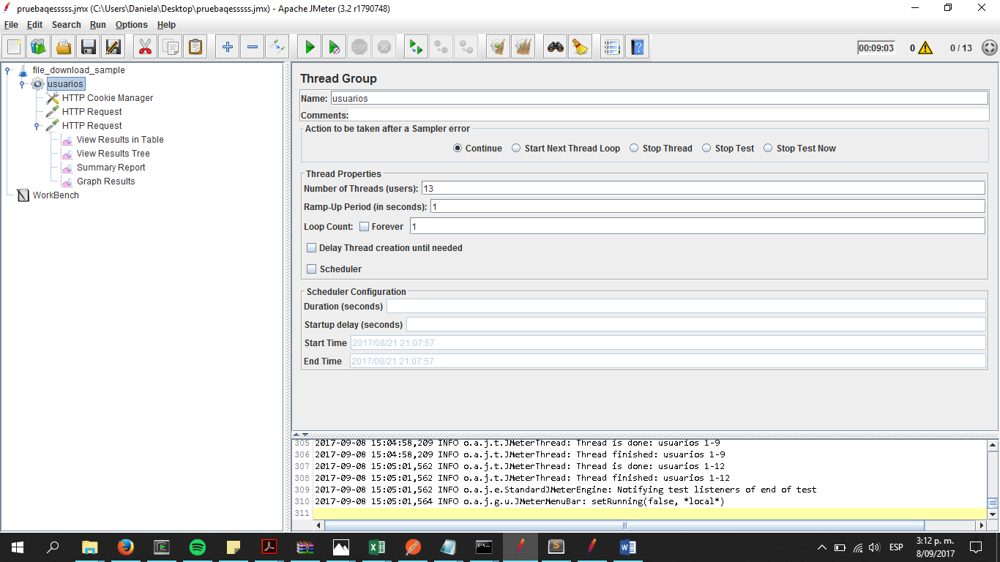 pruebaqesssss.jmx (C:\Users\Daniela\Desktop\pruebaqesssss.jmx) - Apache JMeter (3.2 r1790748)
File Edit Search Run Options Help
00:09:03 0 0 / 13
file_download_sample
usuarios
HTTP Cookie Manager
HTTP Request
HTTP Request
View Results in Table
View Results Tree
Summary Report
Graph Results
WorkBench
Thread Group
Name: usuarios
Comments:
Action to be taken after a Sampler error
Continue Start Next Thread Loop Stop Thread Stop Test Stop Test Now
Thread Properties
Number of Threads (users): 13
Ramp-Up Period (in seconds): 1
Loop Count: Forever 1
Delay Thread creation until needed
Scheduler
Scheduler Configuration
Duration (seconds)
Startup delay (seconds)
Start Time 2017/08/21 21:07:57
End Time 2017/08/21 21:07:57
305 2017-09-08 15:04:58,209 INFO o.a.j.t.JMeterThread: Thread is done: usuarios 1-9
306 2017-09-08 15:04:58,209 INFO o.a.j.t.JMeterThread: Thread finished: usuarios 1-9
307 2017-09-08 15:05:01,562 INFO o.a.j.t.JMeterThread: Thread is done: usuarios 1-12
308 2017-09-08 15:05:01,562 INFO o.a.j.t.JMeterThread: Thread finished: usuarios 1-12
309 2017-09-08 15:05:01,562 INFO o.a.j.e.StandardJMeterEngine: Notifying test listeners of end of test
310 2017-09-08 15:05:01,564 INFO o.a.j.g.u.JMeterMenuBar: setRunning(false, *local*)
311
ESP
3:12 p. m.
8/09/2017